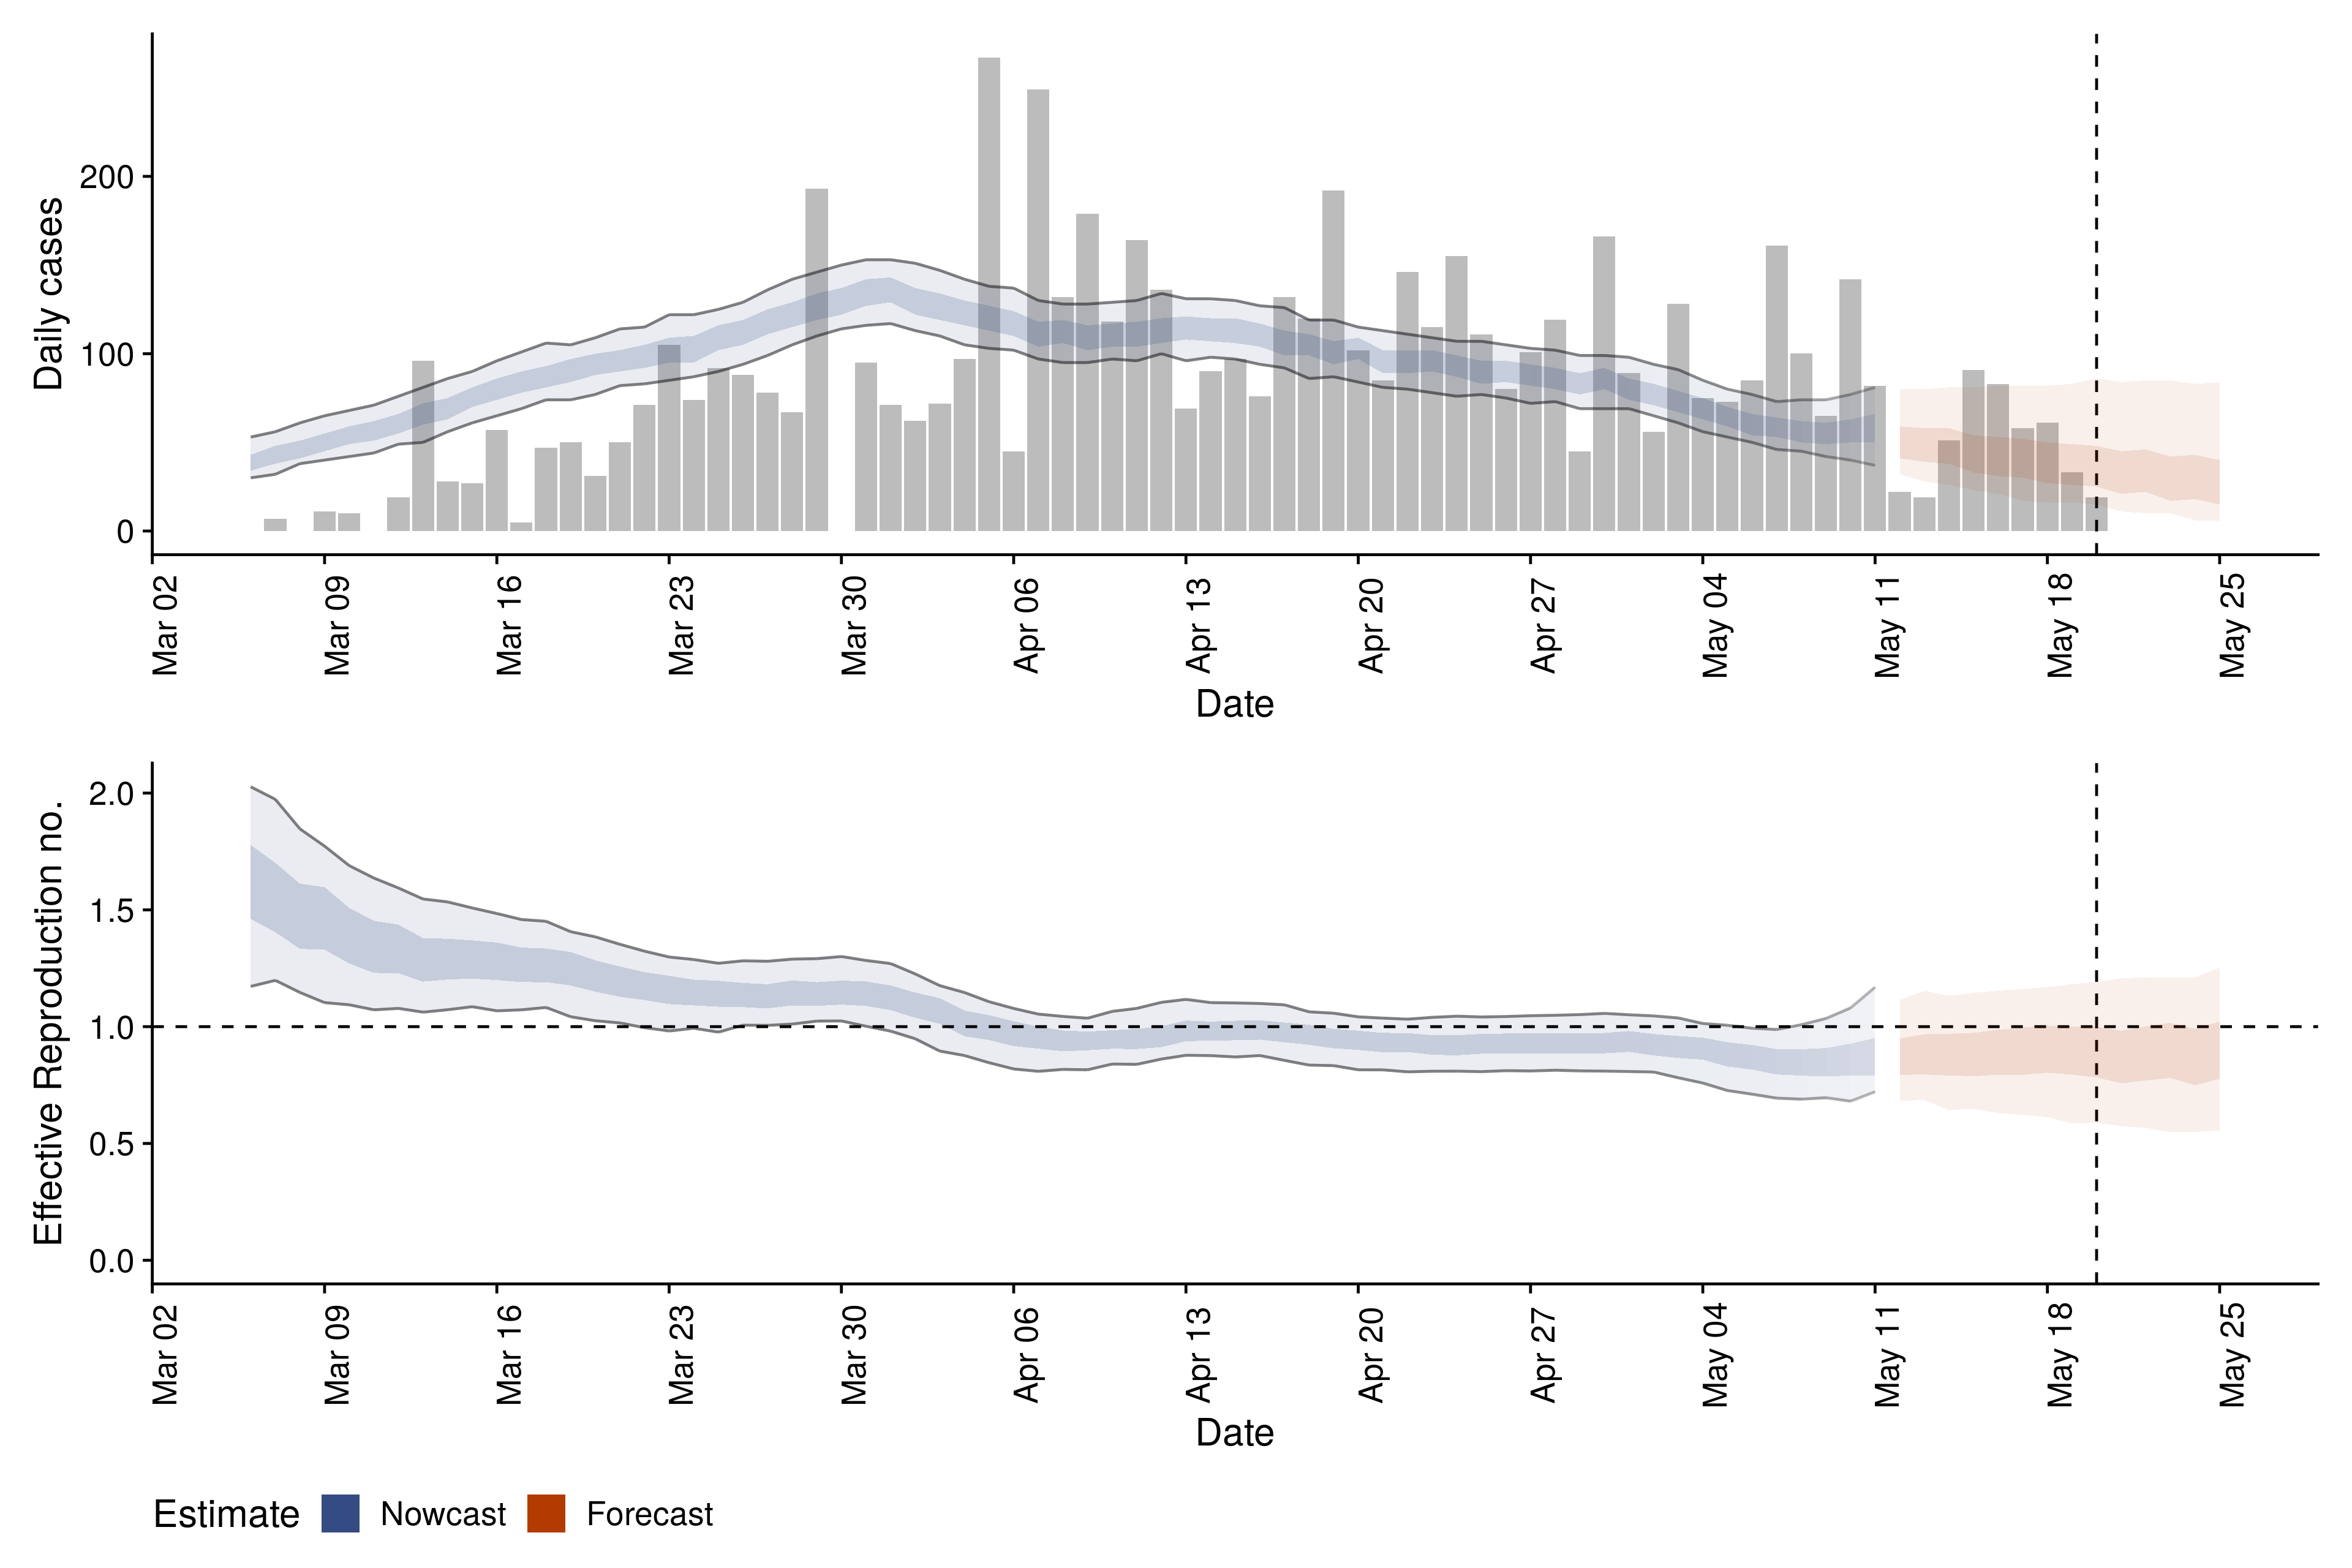 Daily cases
200
100
0
Mar 02
Mar 09
Mar 16
Mar 23
Mar 30
Apr 06
Apr 13
Apr 20
Apr 27
May 04
May 11
May 18
May 25
Date
Effective Reproduction no.
2.0
1.5
1.0
0.5
0.0
Mar 02
Mar 09
Mar 16
Mar 23
Mar 30
Apr 06
Apr 13
Apr 20
Apr 27
May 04
May 11
May 18
May 25
Date
Estimate Nowcast Forecast